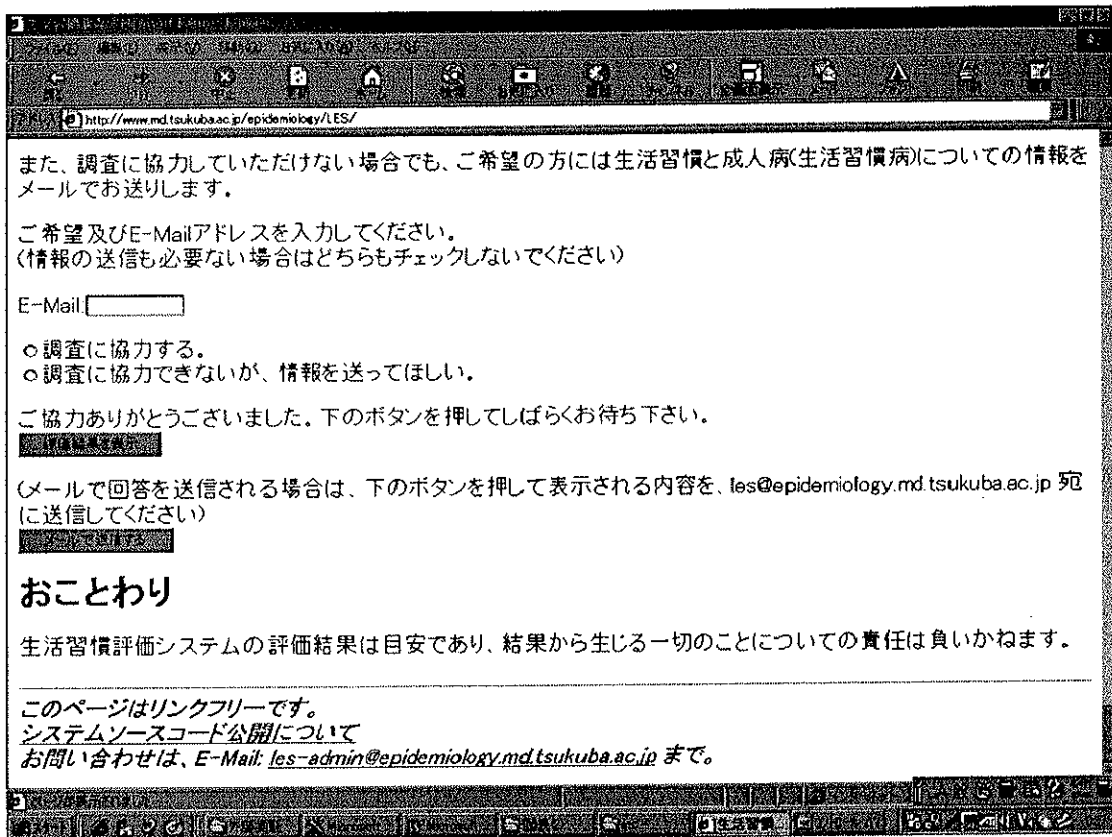 http://www.md.tsukuba.ac.jp/epidemiology/LES/
また、調査に協力していただけない場合でも、ご希望の方には生活習慣と成人病(生活習慣病)についての情報を
メールでお送りします。
ご希望及びE-Mailアドレスを入力してください。
(情報の送信も必要ない場合はどちらもチェックしないでください)
E-Mail:
調査に協力する。
調査に協力できないが、情報を送ってほしい。
ご協力ありがとうございました。下のボタンを押してしばらくお待ち下さい。
評価結果を表示
(メールで回答を送信される場合は、下のボタンを押して表示される内容を、les@epidemiology.md.tsukuba.ac.jp 宛
に送信してください)
メールで送信する
おことわり
生活習慣評価システムの評価結果は目安であり、結果から生じる一切のことについての責任は負いかねます。
このページはリンクフリーです。
システムソースコード公開について
お問い合わせは、E-Mail: les-admin@epidemiology.md.tsukuba.ac.jp まで。